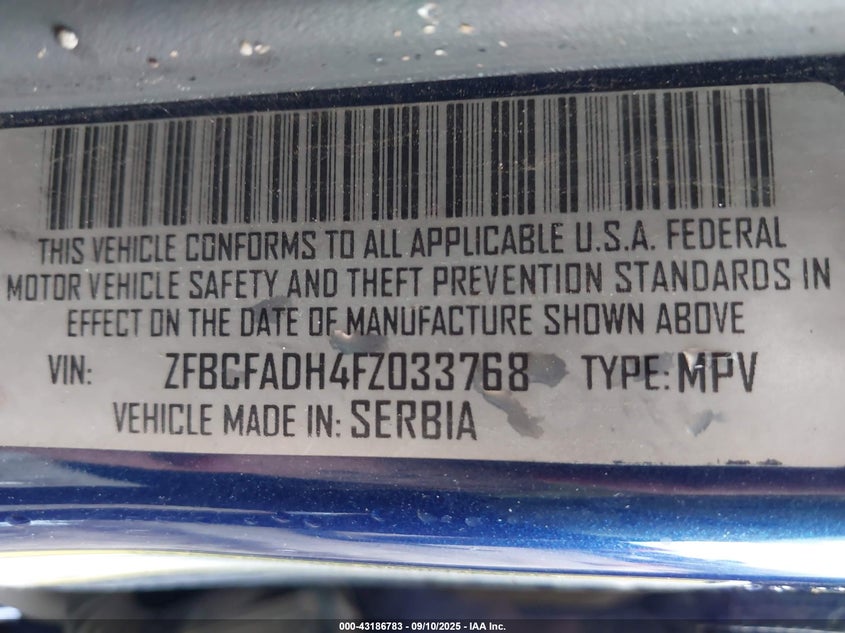 THIS VEHICLE CONFORMS TO ALL APPLICABLE U.S.A. FEDERAL
MOTOR VEHICLE SAFETY AND THEFT PREVENTION STANDARDS IN
EFFECT ON THE DATE OF MANUFACTURE SHOWN ABOVE
VIN: ZFBCFADH4FZ033768 TYPE: MPV
VEHICLE MADE IN: SERBIA
000-43186783 - 09/10/2025 - IAA Inc.